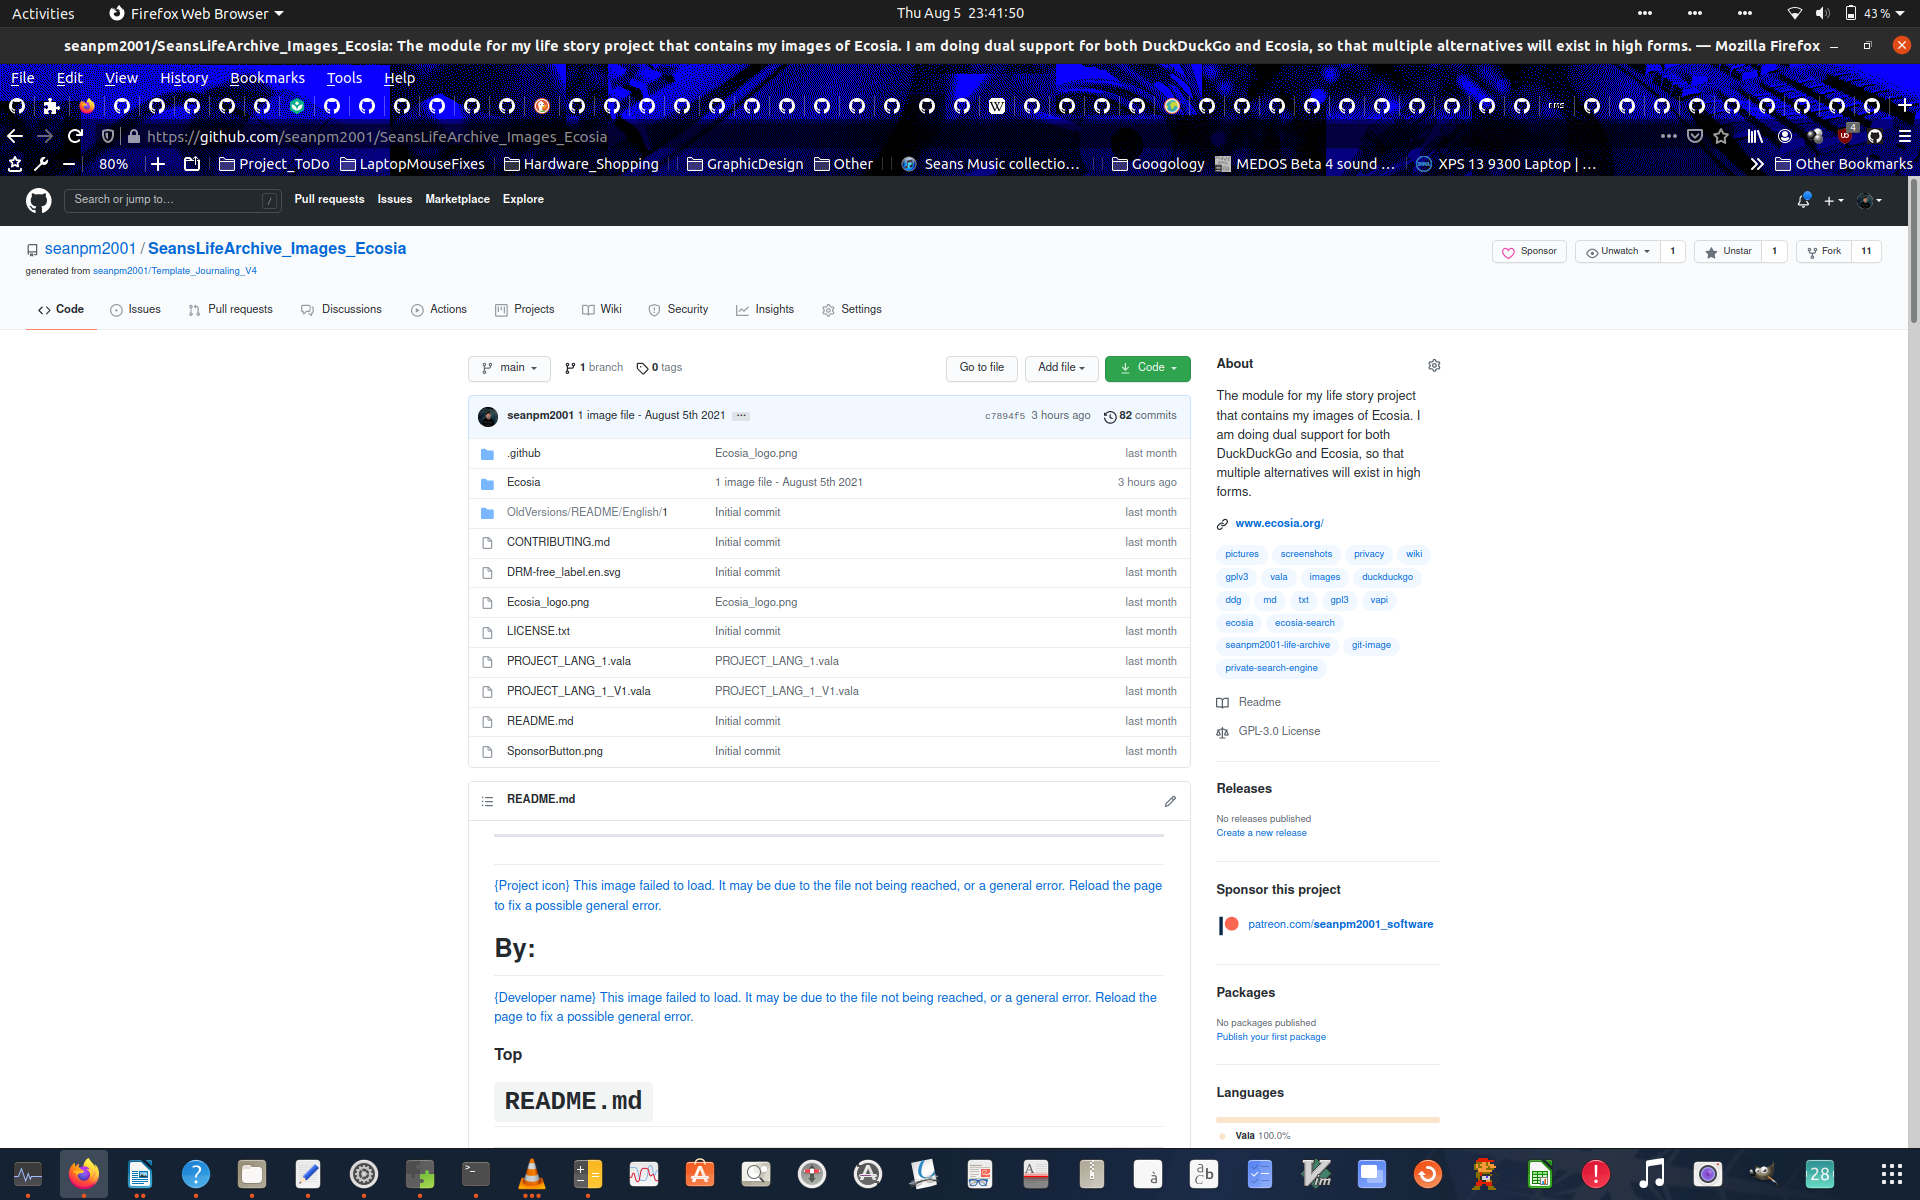 Activities Firefox Web Browser Thu Aug 5 23:41:50 43 %
seanpm2001/SeansLifeArchive_Images_Ecosia: The module for my life story project that contains my images of Ecosia. I am doing dual support for both DuckDuckGo and Ecosia, so that multiple alternatives will exist in high forms. — Mozilla Firefox
File Edit View History Bookmarks Tools Help
https://github.com/seanpm2001/SeansLifeArchive_Images_Ecosia 4
80% Project_ToDo LaptopMouseFixes Hardware_Shopping GraphicDesign Other Seans Music collectio… Googology MEDOS Beta 4 sound … XPS 13 9300 Laptop | … Other Bookmarks
Search or jump to… / Pull requests Issues Marketplace Explore
seanpm2001 / SeansLifeArchive_Images_Ecosia Sponsor Unwatch 1 Unstar 1 Fork 11
generated from seanpm2001/Template_Journaling_V4
Code Issues Pull requests Discussions Actions Projects Wiki Security Insights Settings
main 1 branch 0 tags Go to file Add file Code
seanpm2001 1 image file - August 5th 2021 ... c7894f5 3 hours ago 82 commits
.github Ecosia_logo.png last month
Ecosia 1 image file - August 5th 2021 3 hours ago
OldVersions/README/English/1 Initial commit last month
CONTRIBUTING.md Initial commit last month
DRM-free_label.en.svg Initial commit last month
Ecosia_logo.png Ecosia_logo.png last month
LICENSE.txt Initial commit last month
PROJECT_LANG_1.vala PROJECT_LANG_1.vala last month
PROJECT_LANG_1_V1.vala PROJECT_LANG_1_V1.vala last month
README.md Initial commit last month
SponsorButton.png Initial commit last month
README.md
{Project icon} This image failed to load. It may be due to the file not being reached, or a general error. Reload the page
to fix a possible general error.
By:
{Developer name} This image failed to load. It may be due to the file not being reached, or a general error. Reload the
page to fix a possible general error.
Top
README.md
About
The module for my life story project
that contains my images of Ecosia. I
am doing dual support for both
DuckDuckGo and Ecosia, so that
multiple alternatives will exist in high
forms.
www.ecosia.org/
pictures screenshots privacy wiki
gplv3 vala images duckduckgo
ddg md txt gpl3 vapi
ecosia ecosia-search
seanpm2001-life-archive git-image
private-search-engine
Readme
GPL-3.0 License
Releases
No releases published
Create a new release
Sponsor this project
patreon.com/seanpm2001_software
Packages
No packages published
Publish your first package
Languages
Vala 100.0%
28